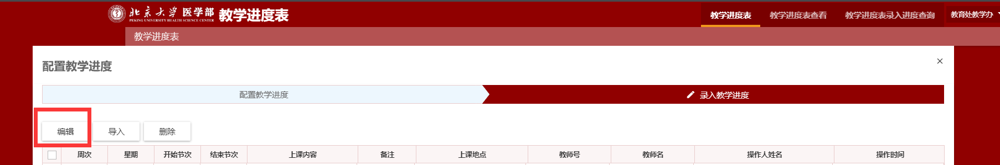 北京大学医学部 教学进度表 教学进度表 教学进度表查看 教学进度表录入进度查询 教育处教学办
PEKING UNIVERSITY HEALTH SCIENCE CENTER
教学进度表
配置教学进度
配置教学进度 录入教学进度
编辑 导入 删除
周次 星期 开始节次 结束节次 上课内容 备注 上课地点 教师号 教师名 操作人姓名 操作时间